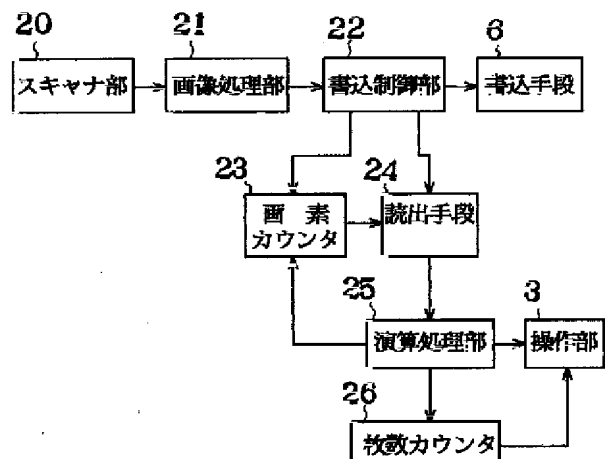 20
21
22
6
スキャナ部
画像処理部
書込制御部
書込手段
23
24
画素
カウンタ
読出手段
25
3
演算処理部
操作部
26
枚数カウンタ